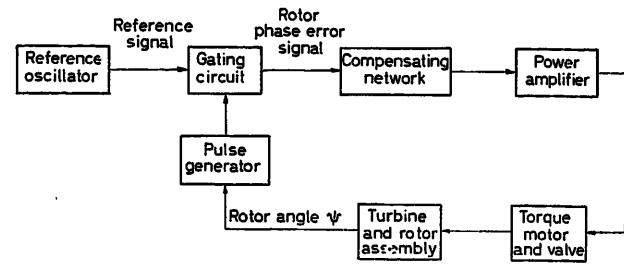 Reference
signal
Rotor
phase error
signal
Reference
oscillator
Gating
circuit
Compensating
network
Power
amplifier
Pulse
generator
Rotor angle ψ
Turbine
and rotor
assembly
Torque
motor
and valve